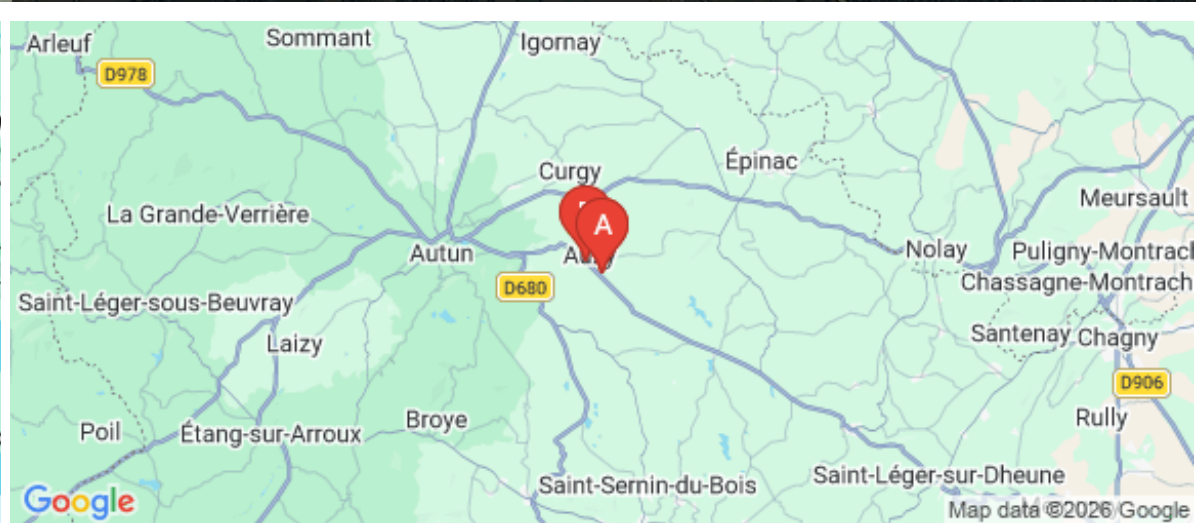 Arleuf
Sommant
Igornay
D978
Curgy
Épinac
La Grande-Verrière
Meursault
A
Autun
Nolay
Puligny-Montrach
D680
Chassagne-Montrach
Saint-Léger-sous-Beuvray
Laizy
Santenay
Chagny
D906
Broye
Rully
Poil
Étang-sur-Arroux
Saint-Sernin-du-Bois
Saint-Léger-sur-Dheune
Google
Map data ©2026 Google